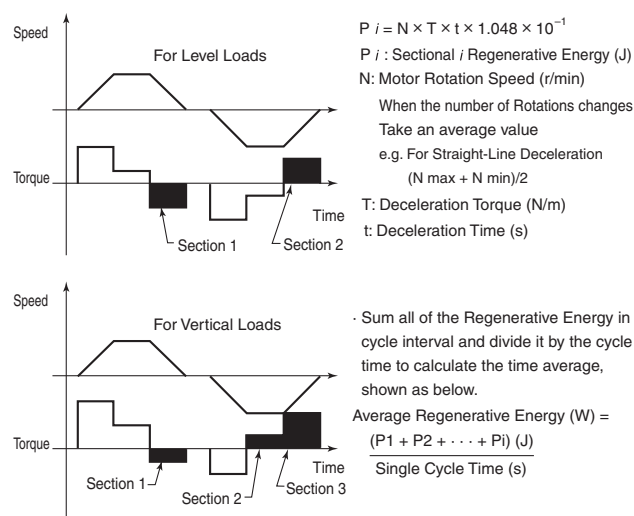 Speed
For Level Loads
Torque
Time
Section 1
Section 2
P i = N × T × t × 1.048 × 10⁻¹
P i : Sectional i Regenerative Energy (J)
N: Motor Rotation Speed (r/min)
When the number of Rotations changes
Take an average value
e.g. For Straight-Line Deceleration
(N max + N min)/2
T: Deceleration Torque (N/m)
t: Deceleration Time (s)
Speed
For Vertical Loads
Torque
Time
Section 1
Section 2
Section 3
· Sum all of the Regenerative Energy in
cycle interval and divide it by the cycle
time to calculate the time average,
shown as below.
Average Regenerative Energy (W) =
(P1 + P2 + · · · + Pi) (J)
Single Cycle Time (s)